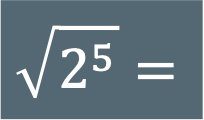 √2⁵ =